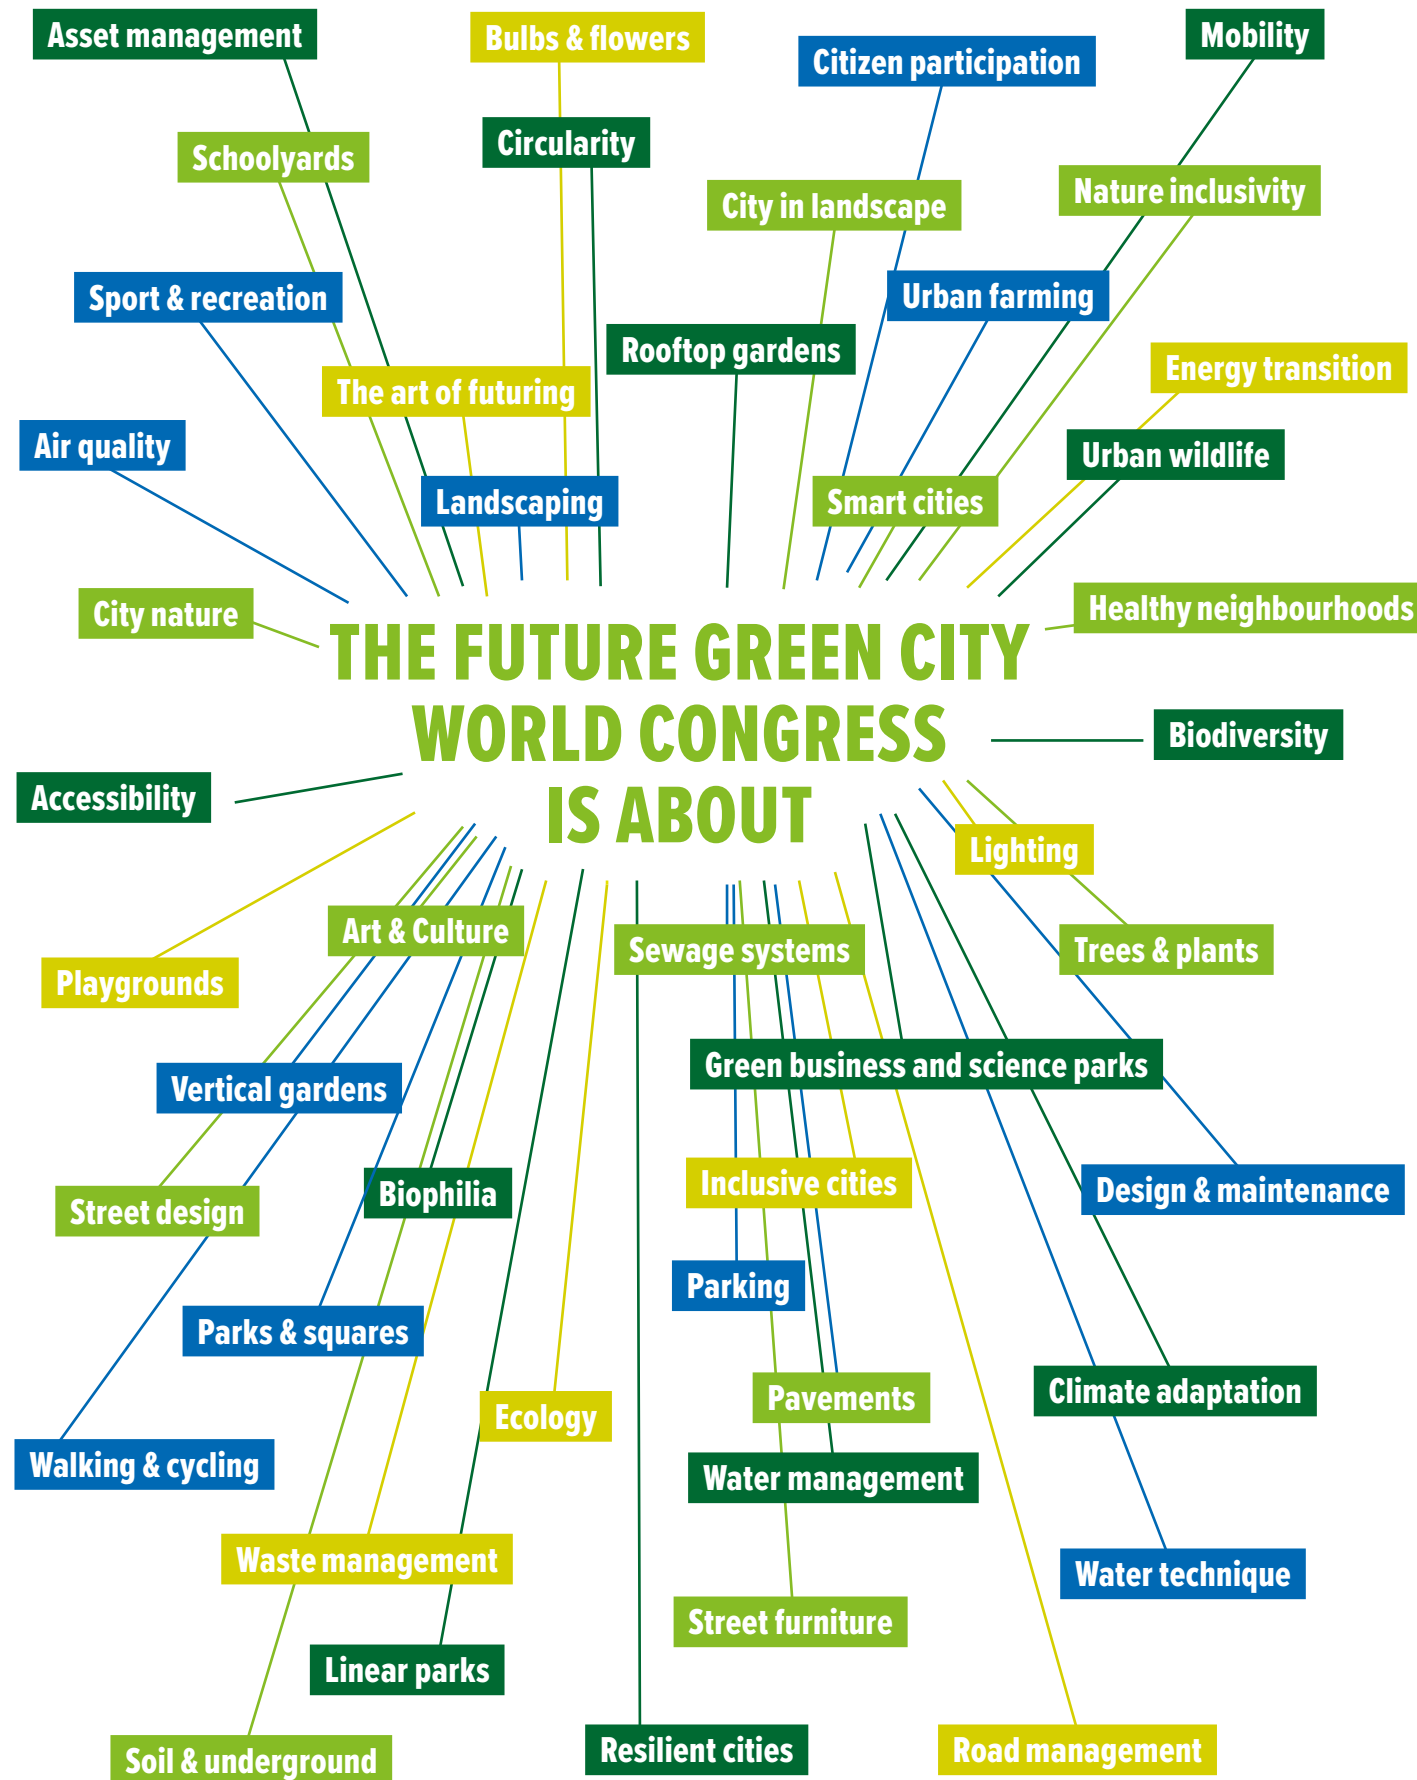 Asset management
Bulbs & flowers
Citizen participation
Mobility
Schoolyards
Circularity
City in landscape
Nature inclusivity
Sport & recreation
Urban farming
Rooftop gardens
Energy transition
The art of futuring
Air quality
Urban wildlife
Landscaping
Smart cities
City nature
Healthy neighbourhoods
THE FUTURE GREEN CITY
WORLD CONGRESS
IS ABOUT
Biodiversity
Accessibility
Lighting
Art & Culture
Sewage systems
Trees & plants
Playgrounds
Green business and science parks
Vertical gardens
Inclusive cities
Design & maintenance
Biophilia
Street design
Parking
Parks & squares
Pavements
Climate adaptation
Ecology
Walking & cycling
Water management
Waste management
Water technique
Street furniture
Linear parks
Resilient cities
Road management
Soil & underground